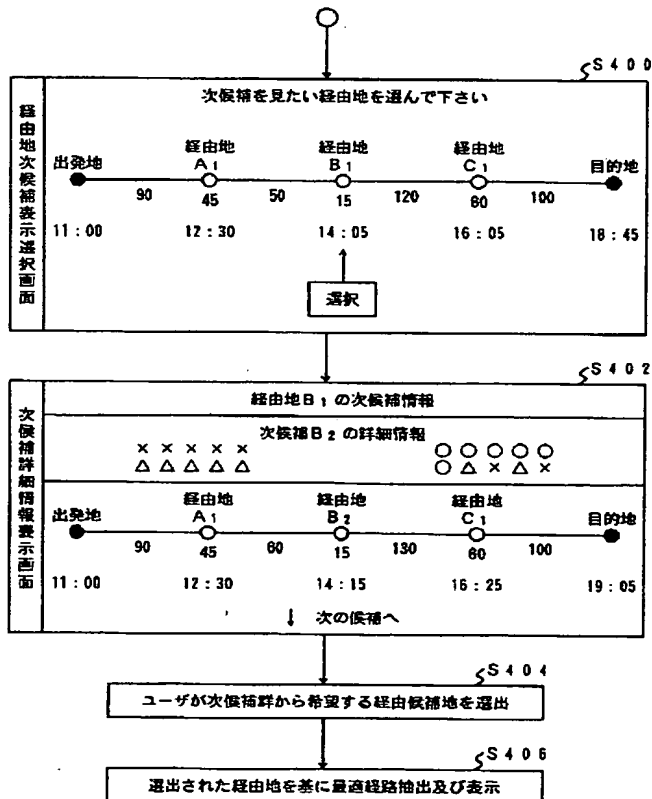 S400
経由地次候補表示選択画面
次候補を見たい経由地を選んで下さい
出発地 経由地 経由地 経由地 目的地
A1 B1 C1
90 45 50 15 120 60 100
11:00 12:30 14:05 16:05 18:45
選択
S402
次候補詳細情報表示画面
経由地B1の次候補情報
次候補B2の詳細情報
××××× ○○○○○
△△△△△ ○△×△×
出発地 経由地 経由地 経由地 目的地
A1 B2 C1
90 45 60 15 130 60 100
11:00 12:30 14:15 16:25 19:05
↓ 次の候補へ
S404
ユーザが次候補群から希望する経由候補地を選出
S406
選出された経由地を基に最適経路抽出及び表示